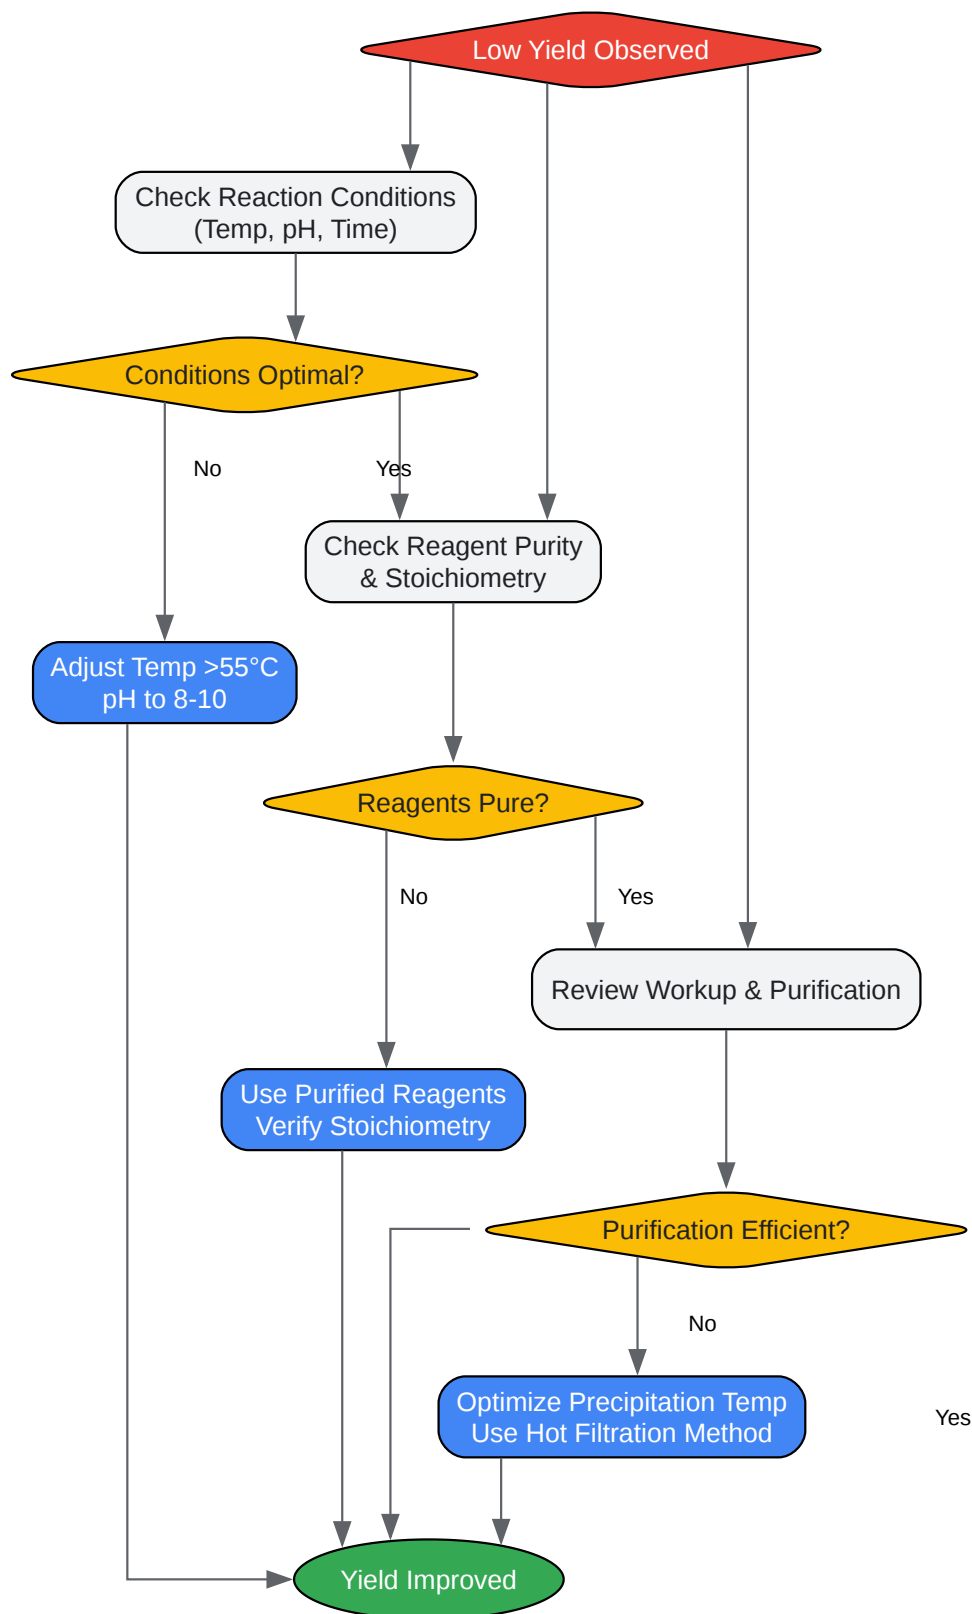 Low Yield Observed
Check Reaction Conditions
(Temp, pH, Time)
Conditions Optimal?
No
Yes
Check Reagent Purity
& Stoichiometry
Adjust Temp >55°C
pH to 8-10
Reagents Pure?
No
Yes
Review Workup & Purification
Use Purified Reagents
Verify Stoichiometry
Purification Efficient?
No
Optimize Precipitation Temp
Use Hot Filtration Method
Yes
Yield Improved